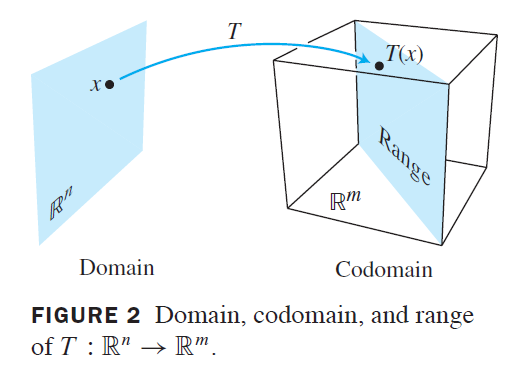 T
x
T(x)
Range
ℝⁿ
ℝᵐ
Domain
Codomain
FIGURE 2 Domain, codomain, and range
of T : ℝⁿ → ℝᵐ.